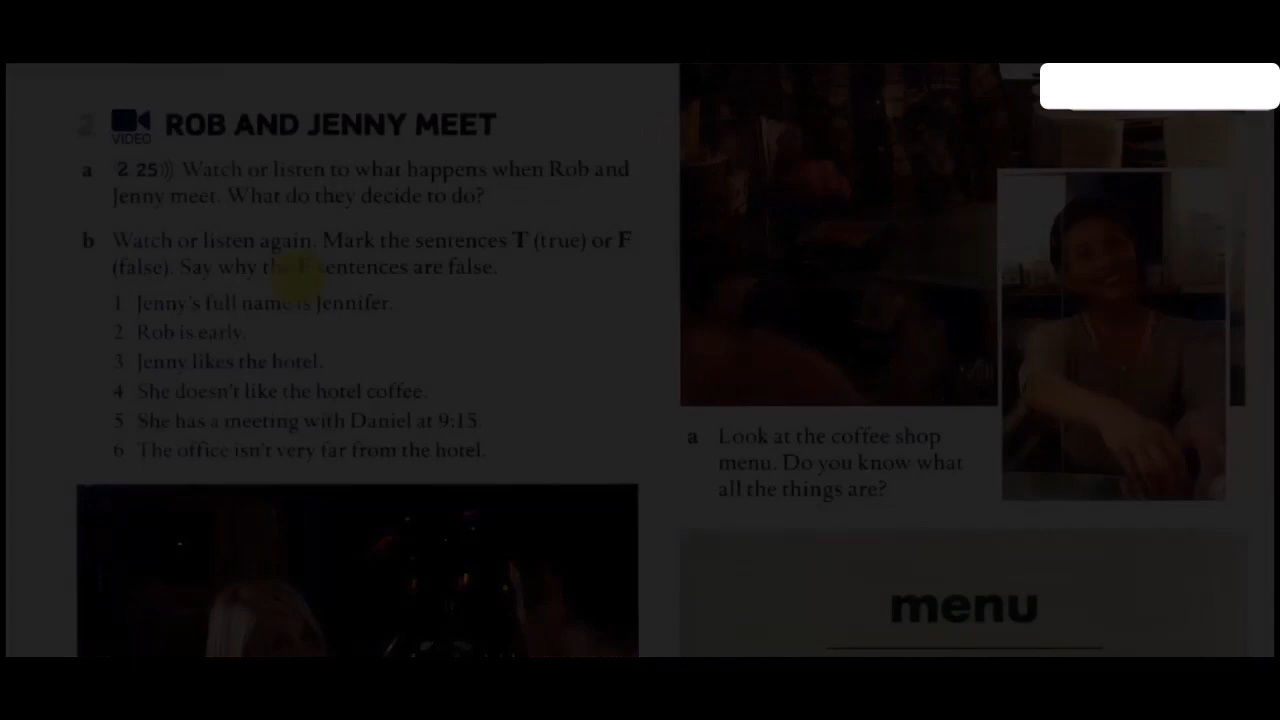 2 VIDEO ROB AND JENNY MEET
a 2 25)) Watch or listen to what happens when Rob and
Jenny meet. What do they decide to do?
b Watch or listen again. Mark the sentences T (true) or F
(false). Say why the F sentences are false.
1 Jenny's full name is Jennifer.
2 Rob is early.
3 Jenny likes the hotel.
4 She doesn't like the hotel coffee.
5 She has a meeting with Daniel at 9:15.
6 The office isn't very far from the hotel.
a Look at the coffee shop
menu. Do you know what
all the things are?
menu